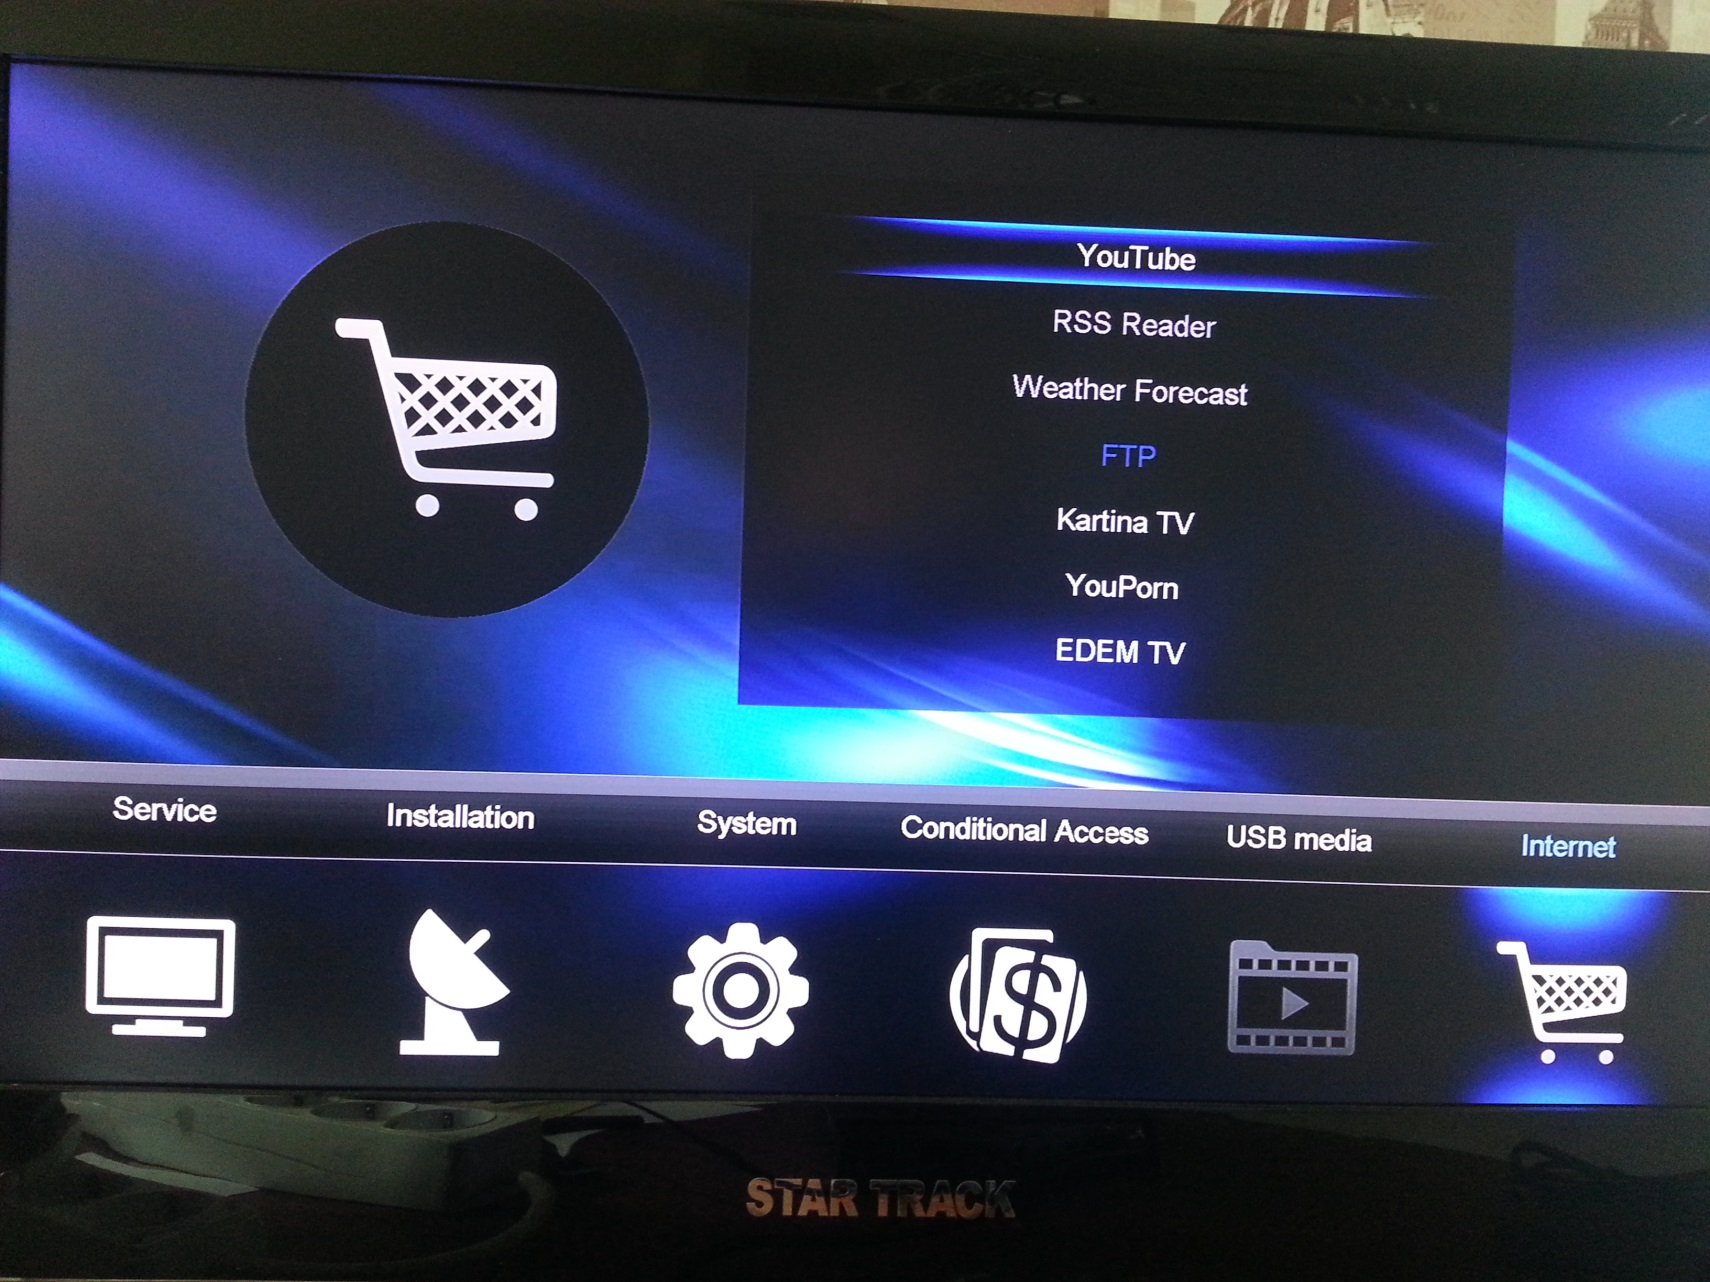 YouTube
RSS Reader
Weather Forecast
FTP
Kartina TV
YouPorn
EDEM TV
Service
Installation
System
Conditional Access
USB media
Internet
$
STAR TRACK